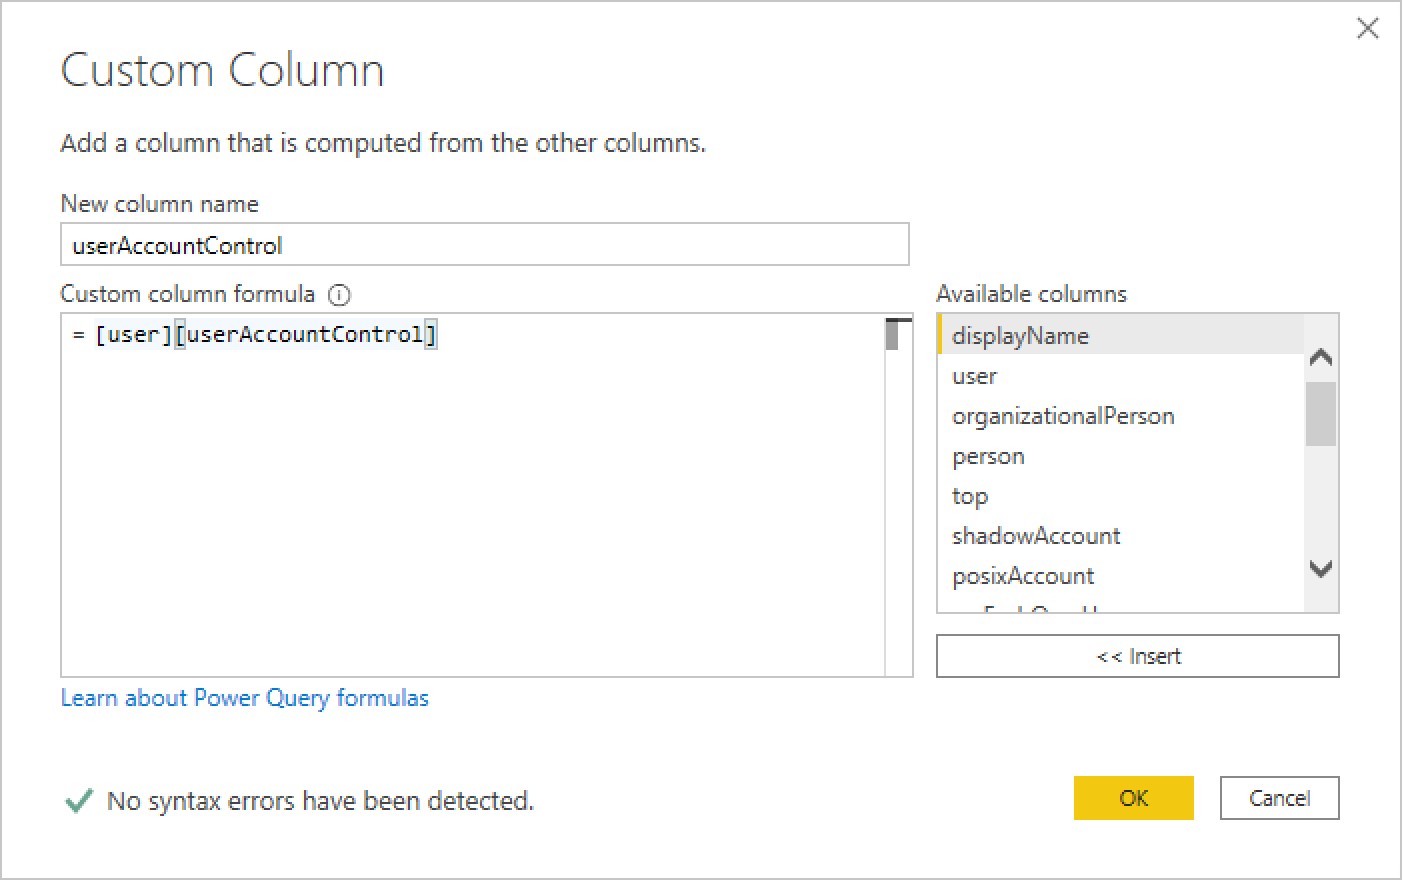 Custom Column
Add a column that is computed from the other columns.
New column name
userAccountControl
Custom column formula
= [user][userAccountControl]
Available columns
displayName
user
organizationalPerson
person
top
shadowAccount
posixAccount
<< Insert
Learn about Power Query formulas
No syntax errors have been detected.
OK
Cancel